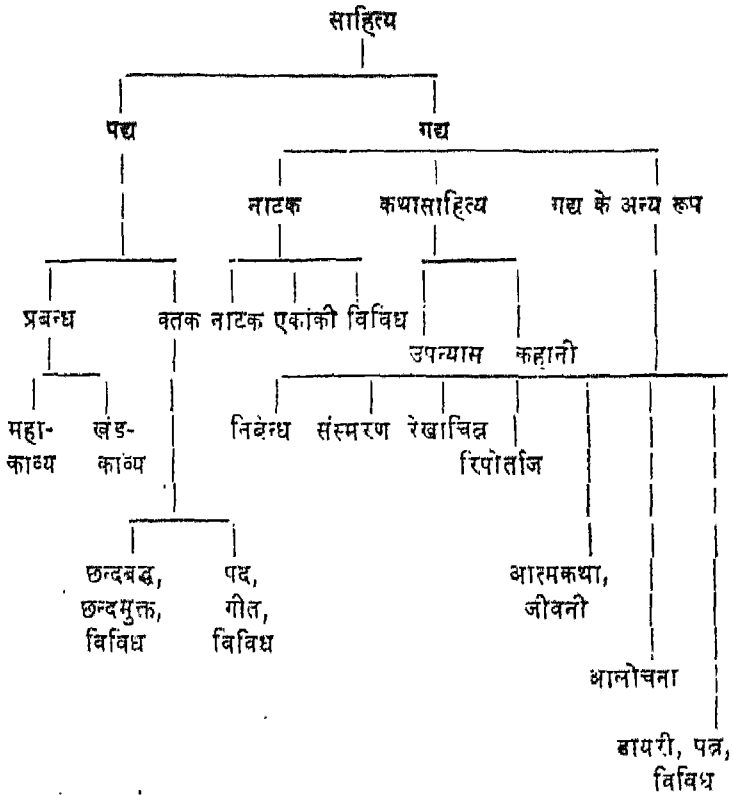 साहित्य
पद्य गद्य
नाटक कथासाहित्य गद्य के अन्य रूप
प्रबन्ध वतक नाटक एकांकी विविध
उपन्यास कहानी
महा- खंड- निबन्ध संस्मरण रेखाचित्र
काव्य काव्य रिपोर्ताज
छन्दबद्ध, पद, आत्मकथा,
छन्दमुक्त, गीत, जीवनी
विविध विविध
आलोचना
डायरी, पत्र,
विविध